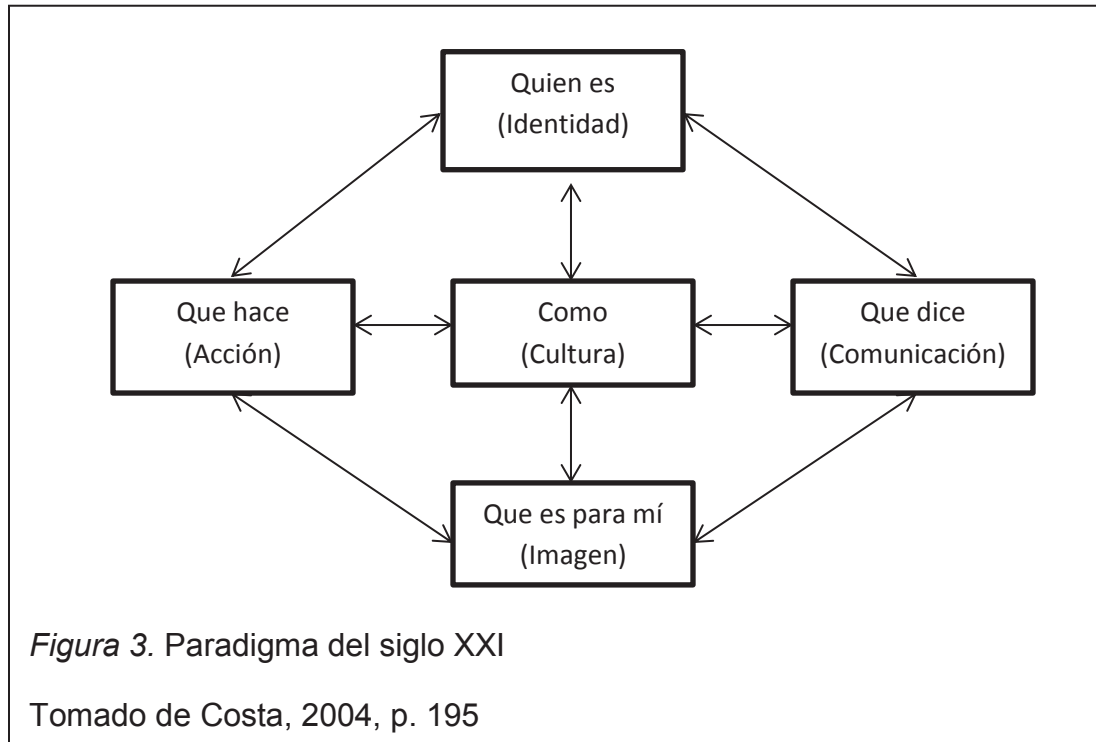 Quien es
(Identidad)
Que hace
(Acción)
Como
(Cultura)
Que dice
(Comunicación)
Que es para mí
(Imagen)
Figura 3. Paradigma del siglo XXI
Tomado de Costa, 2004, p. 195